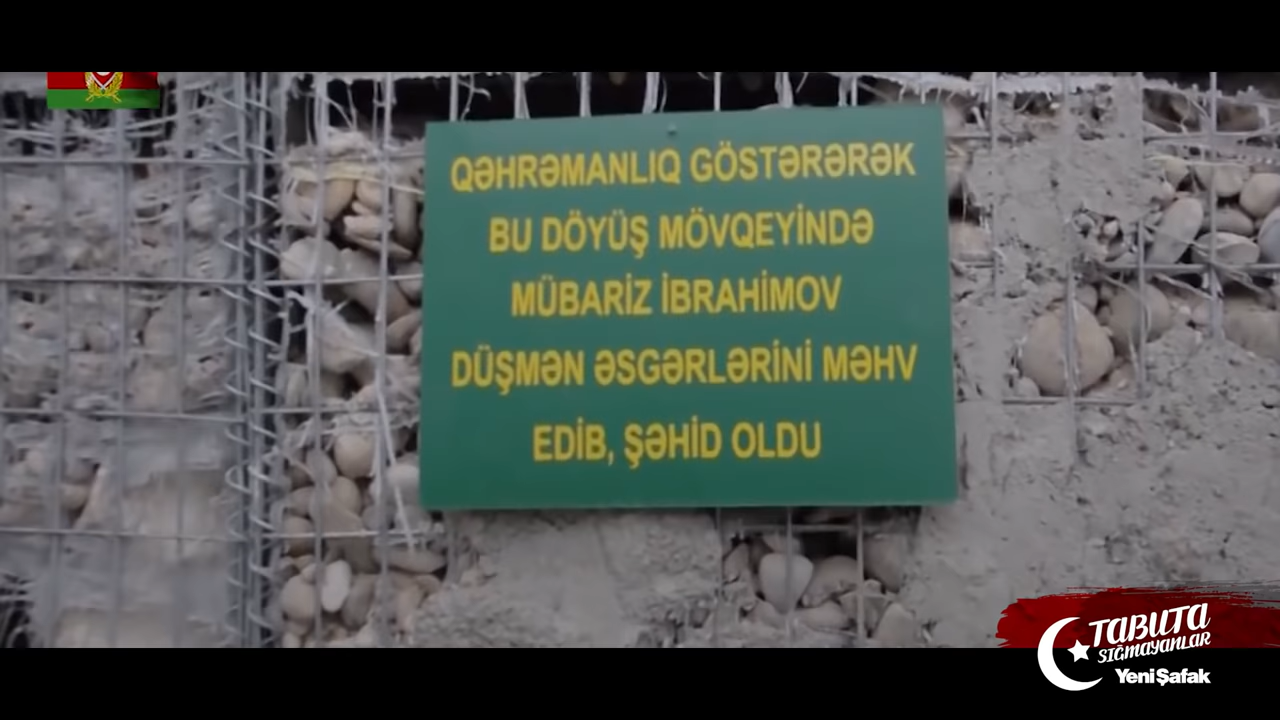 QƏHRƏMANLIQ GÖSTƏRƏRƏK
BU DÖYÜŞ MÖVQEYİNDƏ
MÜBARİZ İBRAHİMOV
DÜŞMƏN ƏSGƏRLƏRİNİ MƏHV
EDİB, ŞƏHİD OLDU
TABUTA
SIĞMAYANLAR
YeniŞafak